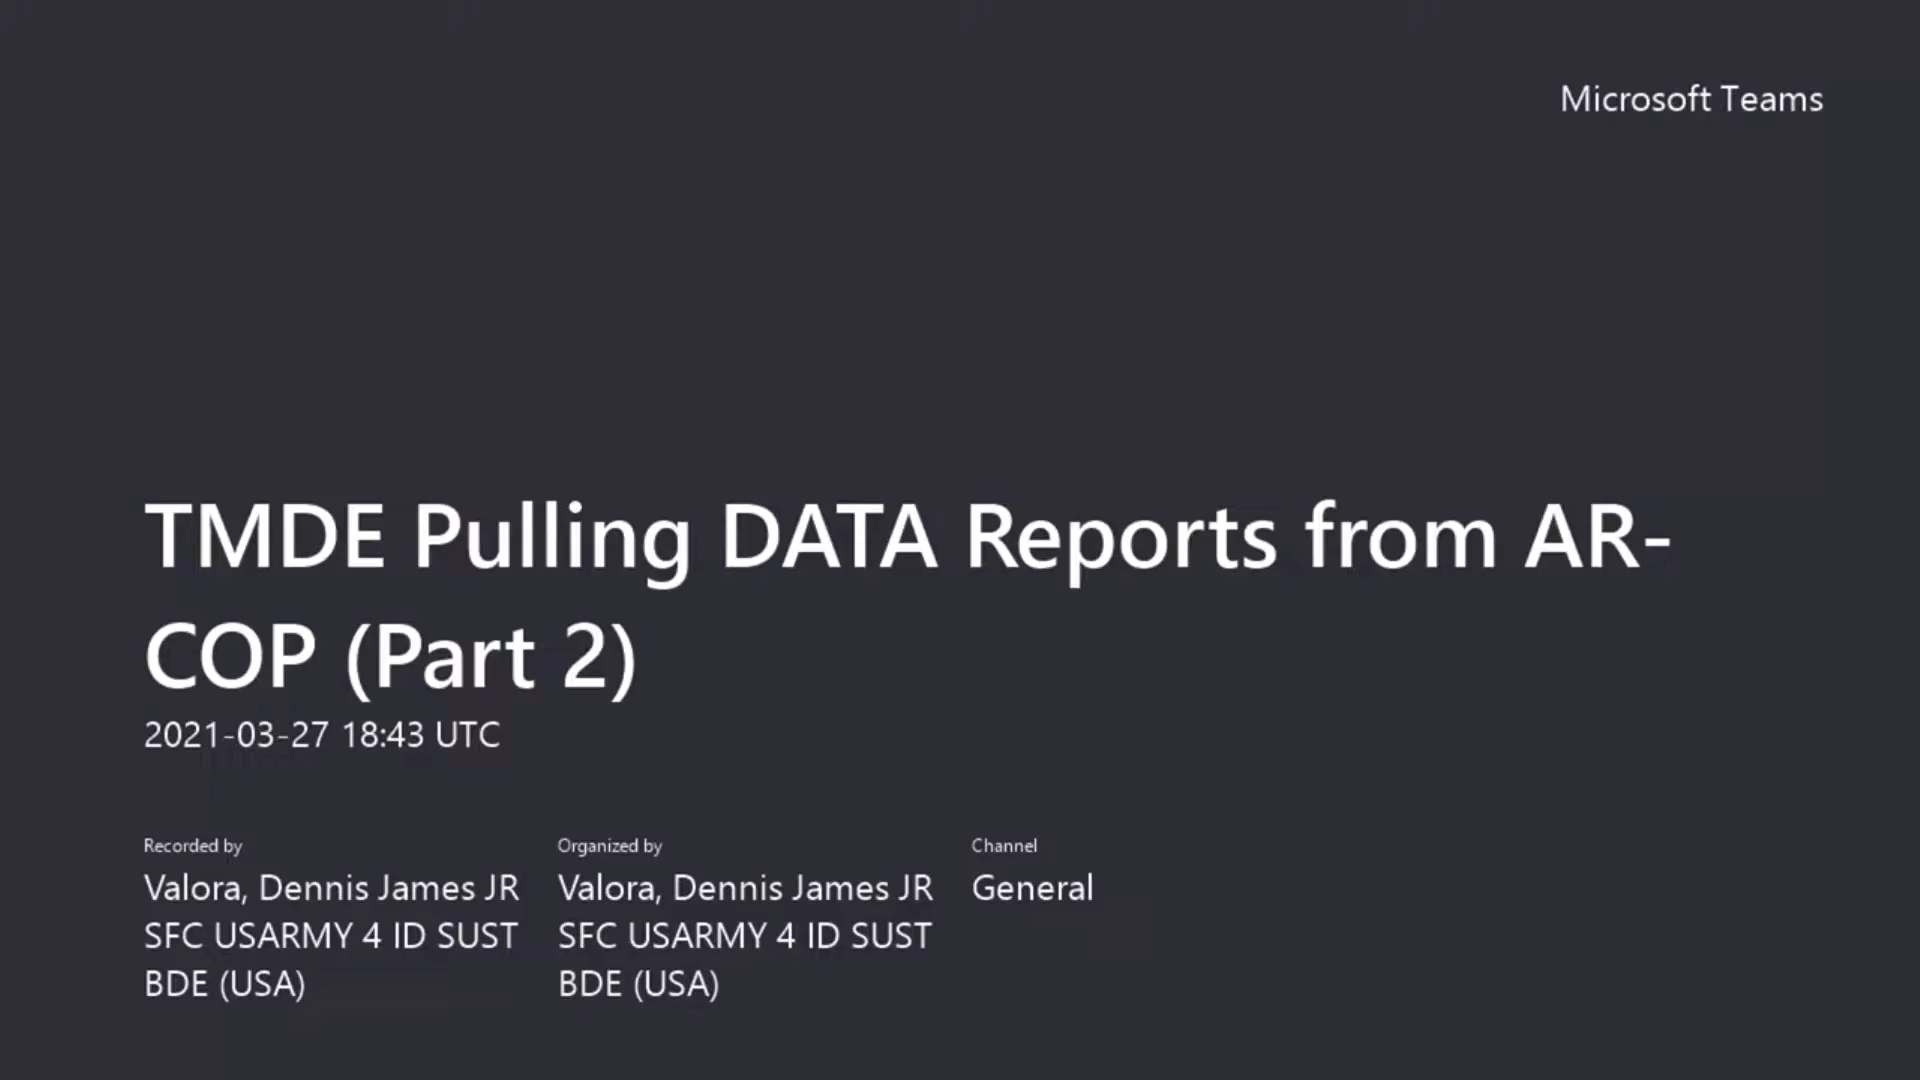 Microsoft Teams
TMDE Pulling DATA Reports from AR-
COP (Part 2)
2021-03-27 18:43 UTC
Recorded by
Valora, Dennis James JR
SFC USARMY 4 ID SUST
BDE (USA)
Organized by
Valora, Dennis James JR
SFC USARMY 4 ID SUST
BDE (USA)
Channel
General